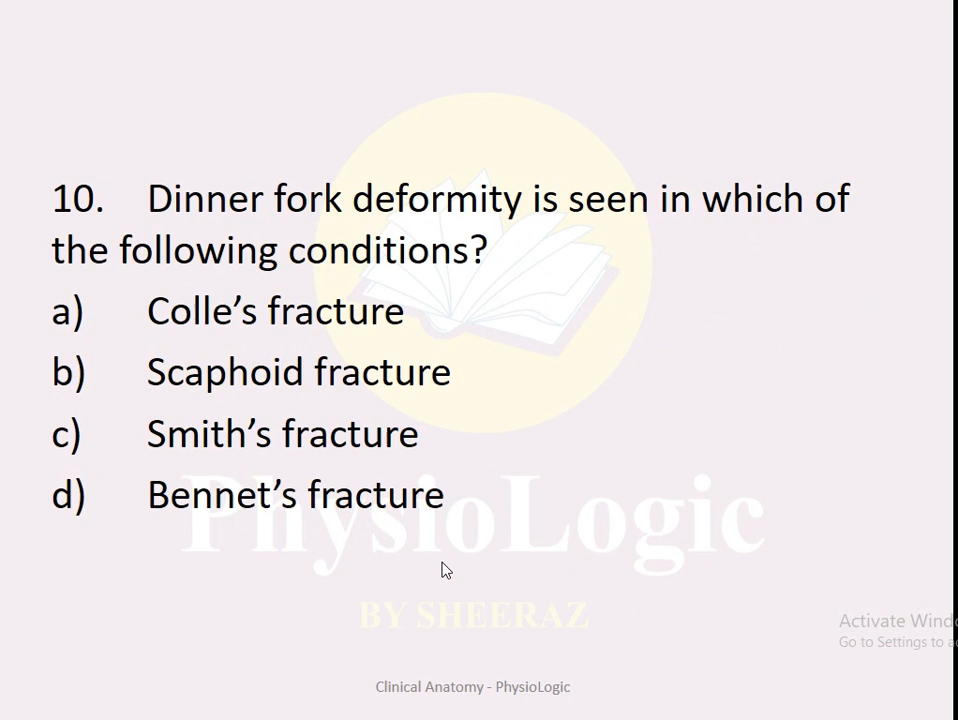 10. Dinner fork deformity is seen in which of
the following conditions?
a) Colle’s fracture
b) Scaphoid fracture
c) Smith’s fracture
d) Bennet’s fracture
PhysioLogic
BY SHEERAZ
Activate Windo
Go to Settings to a
Clinical Anatomy - PhysioLogic